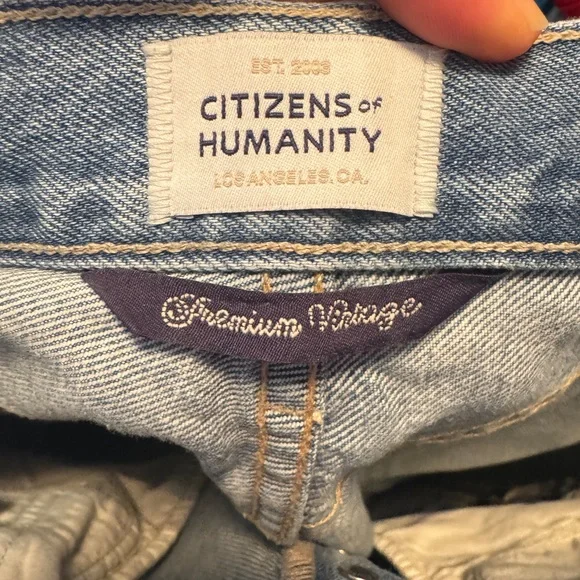 EST. 2003
CITIZENS of
HUMANITY
LOS ANGELES, CA.
Premium Vintage